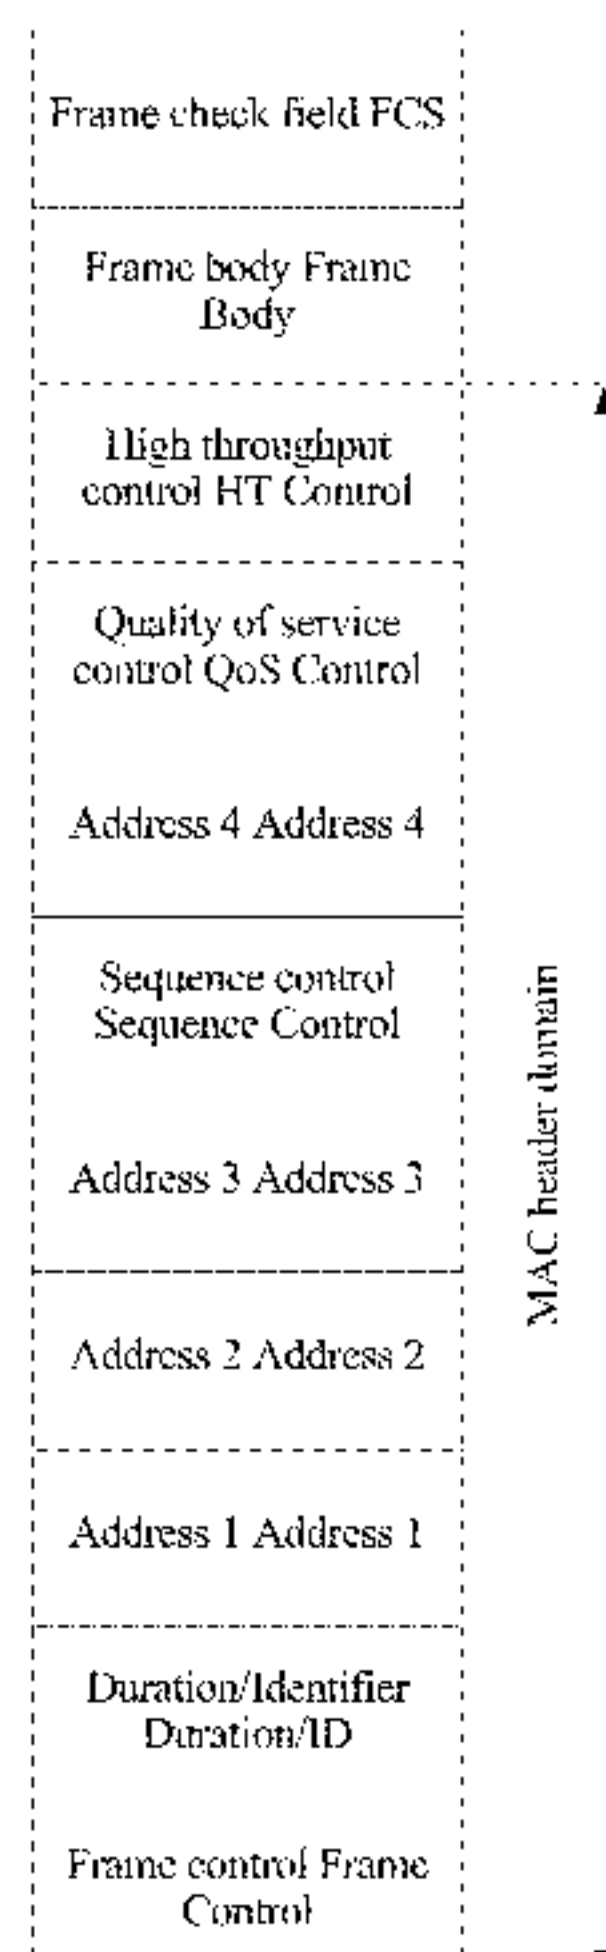 Frame check field FCS
Frame body Frame
Body
High throughput
control HT Control
Quality of service
control QoS Control
Address 4 Address 4
Sequence control
Sequence Control
Address 3 Address 3
Address 2 Address 2
Address 1 Address 1
Duration/Identifier
Duration/ID
Frame control Frame
Control
MAC header domain